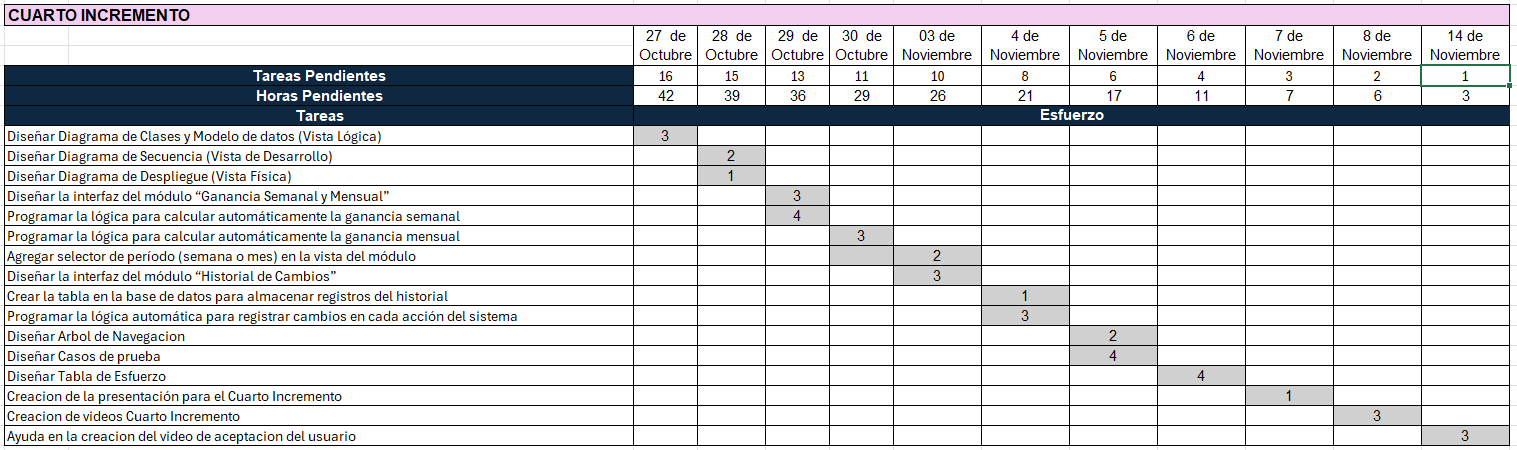 CUARTO INCREMENTO
27 de Octubre 28 de Octubre 29 de Octubre 30 de Octubre 03 de Noviembre 4 de Noviembre 5 de Noviembre 6 de Noviembre 7 de Noviembre 8 de Noviembre 14 de Noviembre
Tareas Pendientes 16 15 13 11 10 8 6 4 3 2 1
Horas Pendientes 42 39 36 29 26 21 17 11 7 6 3
Tareas Esfuerzo
Diseñar Diagrama de Clases y Modelo de datos (Vista Lógica) 3
Diseñar Diagrama de Secuencia (Vista de Desarrollo) 2
Diseñar Diagrama de Despliegue (Vista Física) 1
Diseñar la interfaz del módulo “Ganancia Semanal y Mensual” 3
Programar la lógica para calcular automáticamente la ganancia semanal 4
Programar la lógica para calcular automáticamente la ganancia mensual 3
Agregar selector de período (semana o mes) en la vista del módulo 2
Diseñar la interfaz del módulo “Historial de Cambios” 3
Crear la tabla en la base de datos para almacenar registros del historial 1
Programar la lógica automática para registrar cambios en cada acción del sistema 3
Diseñar Arbol de Navegacion 2
Diseñar Casos de prueba 4
Diseñar Tabla de Esfuerzo 4
Creacion de la presentación para el Cuarto Incremento 1
Creacion de videos Cuarto Incremento 3
Ayuda en la creacion del video de aceptacion del usuario 3